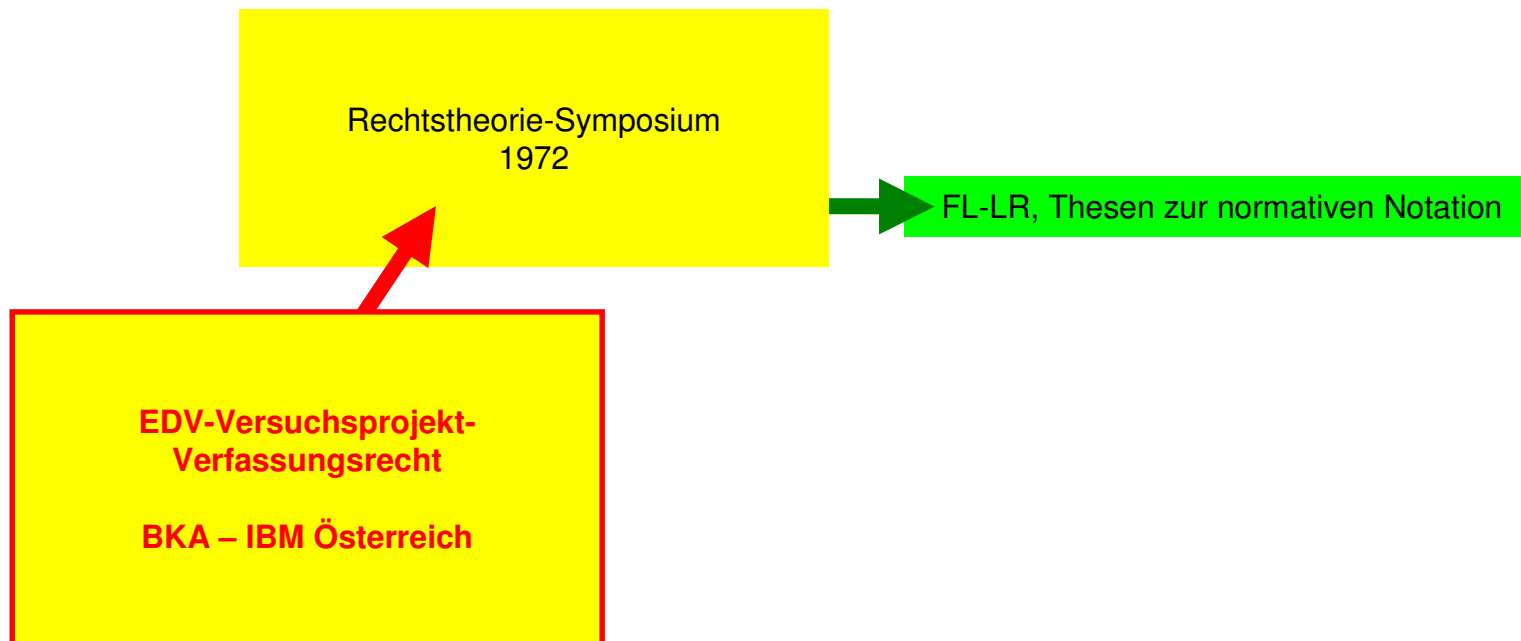 Rechtstheorie-Symposium
1972
FL-LR, Thesen zur normativen Notation
EDV-Versuchsprojekt-
Verfassungsrecht
BKA – IBM Österreich